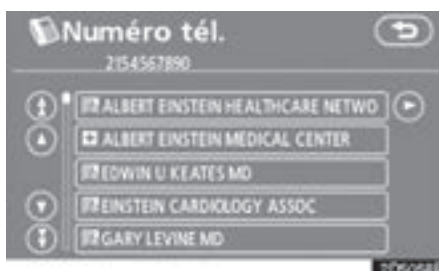 Numéro tél.
2154567890
ALBERT EINSTEIN HEALTHCARE NETWO
ALBERT EINSTEIN MEDICAL CENTER
EDWIN U KEATES MD
EINSTEIN CARDIOLOGY ASSOC
GARY LEVINE MD